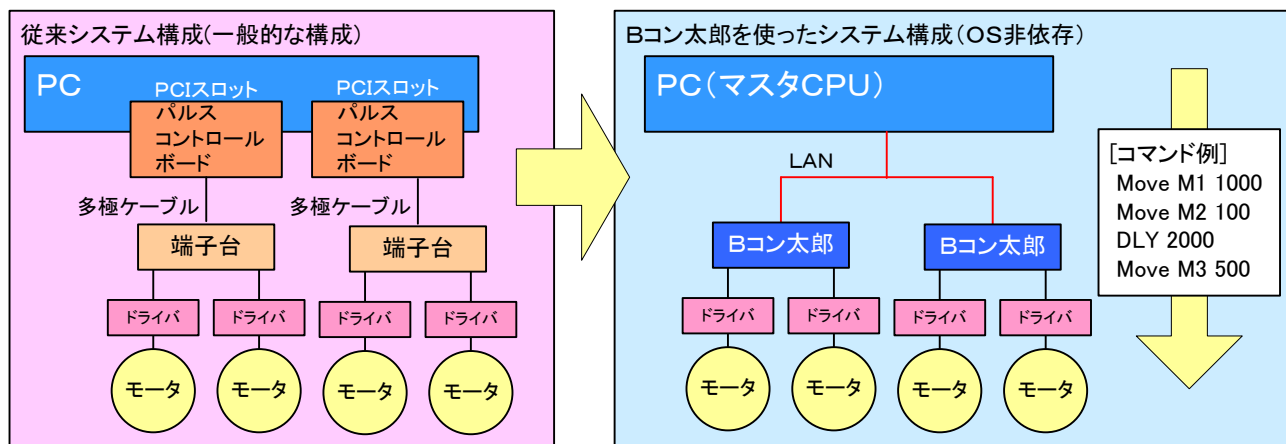 従来システム構成(一般的な構成)
PC
PCIスロット
PCIスロット
パルス
コントロール
ボード
パルス
コントロール
ボード
多極ケーブル
多極ケーブル
端子台
端子台
ドライバ
ドライバ
ドライバ
ドライバ
モータ
モータ
モータ
モータ
Bコン太郎を使ったシステム構成(OS非依存)
PC(マスタCPU)
LAN
Bコン太郎
Bコン太郎
ドライバ
ドライバ
ドライバ
ドライバ
モータ
モータ
モータ
モータ
[コマンド例]
Move M1 1000
Move M2 100
DLY 2000
Move M3 500